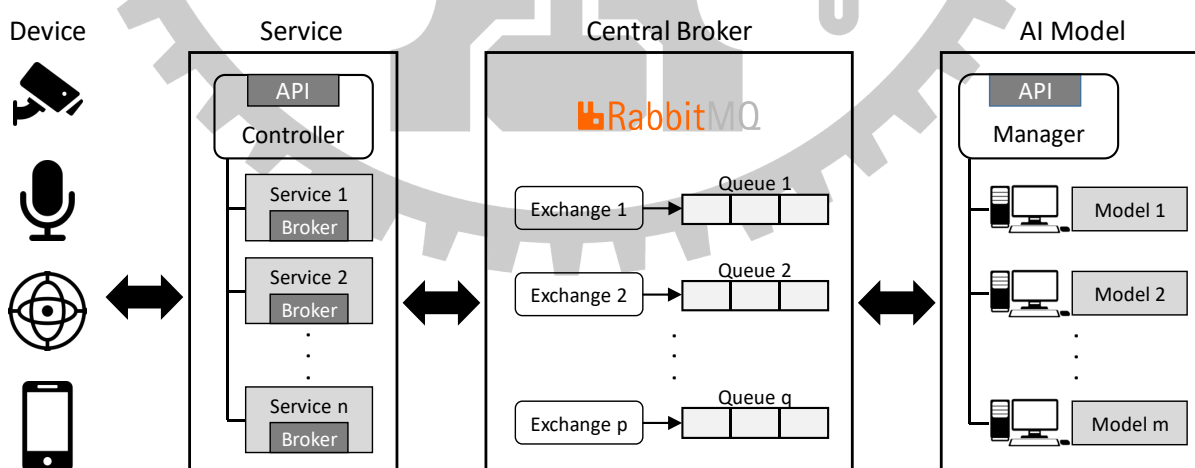 Device
Service
Central Broker
AI Model
API
Controller
Service 1
Broker
Service 2
Broker
Service n
Broker
RabbitMQ
Exchange 1
Queue 1
Exchange 2
Queue 2
Exchange p
Queue q
API
Manager
Model 1
Model 2
Model m